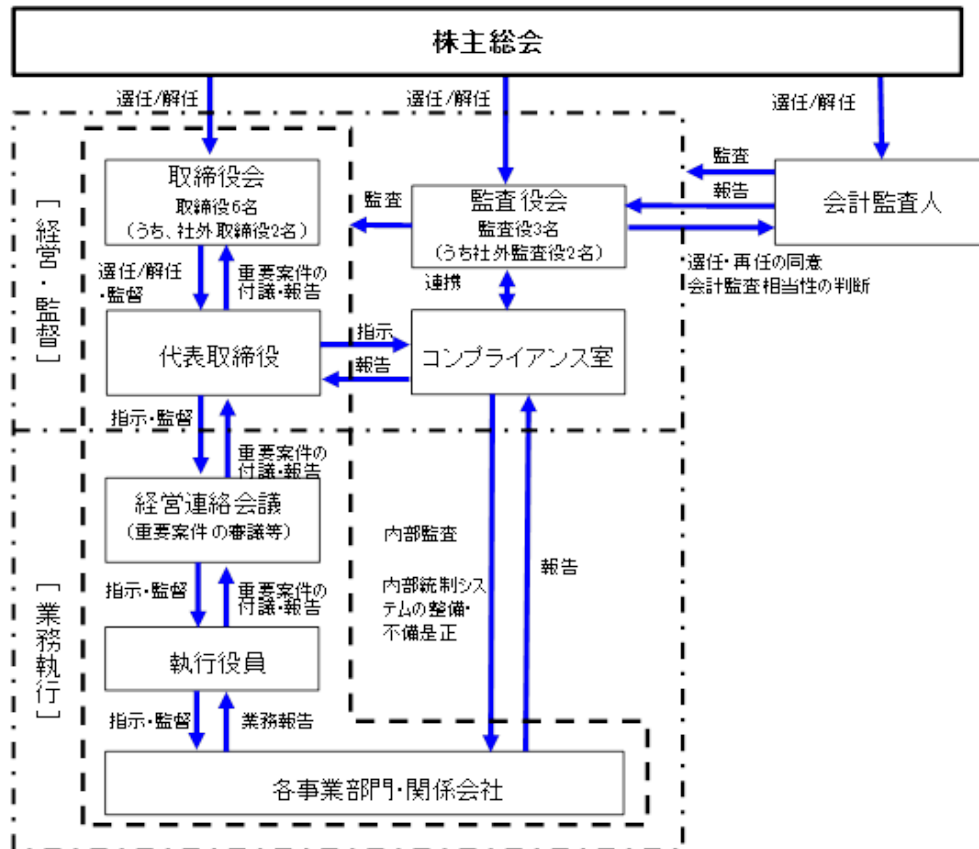 株主総会
選任/解任
選任/解任
選任/解任
取締役会
取締役6名
(うち、社外取締役2名)
監査
監査役会
監査役3名
(うち社外監査役2名)
監査
報告
会計監査人
選任・再任の同意
会計監査相当性の判断
[経営・監督]
選任/解任
・監督
重要案件の
付議・報告
連携
代表取締役
指示
報告
コンプライアンス室
指示・監督
重要案件の
付議・報告
経営連絡会議
(重要案件の審議等)
内部監査
内部統制シス
テムの整備・
不備是正
報告
[業務執行]
指示・監督
重要案件の
付議・報告
執行役員
指示・監督
業務報告
各事業部門・関係会社